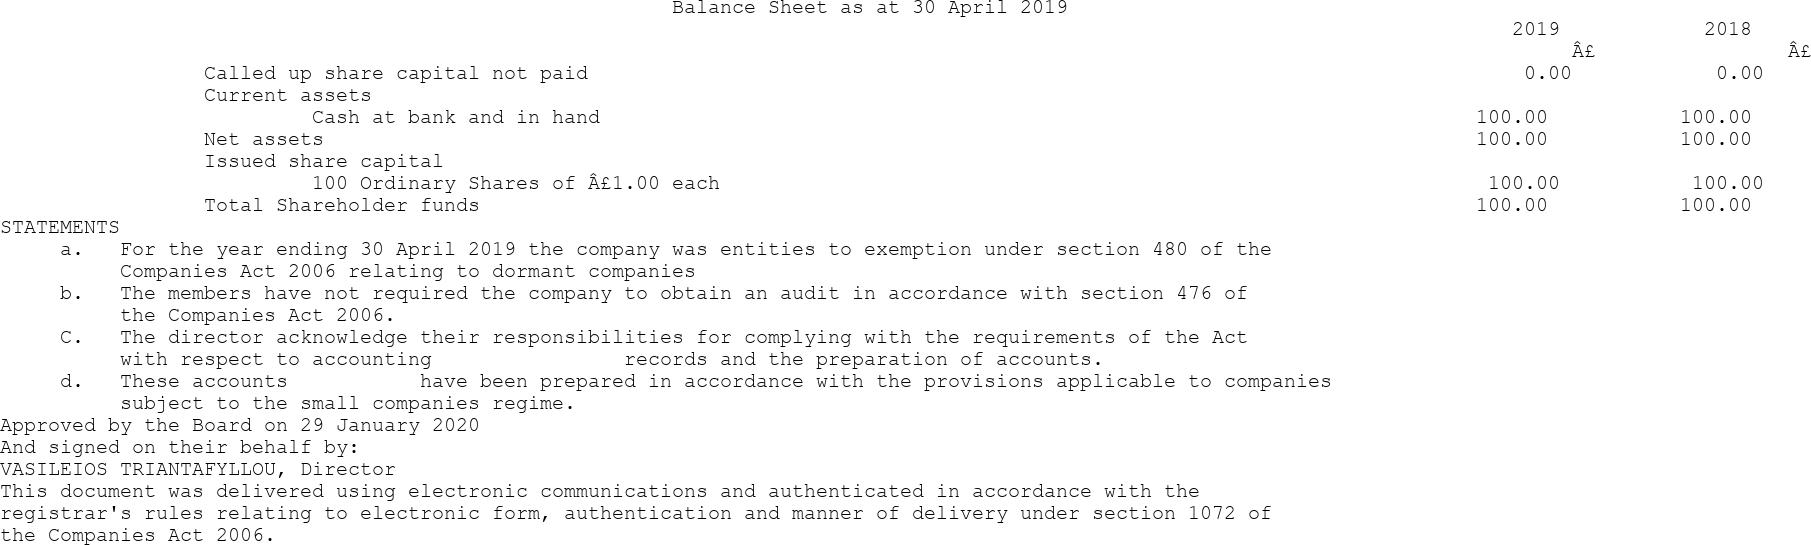 Balance Sheet as at 30 April 2019
2019 2018
Â£ Â£
Called up share capital not paid 0.00 0.00
Current assets
Cash at bank and in hand 100.00 100.00
Net assets 100.00 100.00
Issued share capital
100 Ordinary Shares of Â£1.00 each 100.00 100.00
Total Shareholder funds 100.00 100.00
STATEMENTS
a. For the year ending 30 April 2019 the company was entities to exemption under section 480 of the
Companies Act 2006 relating to dormant companies
b. The members have not required the company to obtain an audit in accordance with section 476 of
the Companies Act 2006.
C. The director acknowledge their responsibilities for complying with the requirements of the Act
with respect to accounting records and the preparation of accounts.
d. These accounts have been prepared in accordance with the provisions applicable to companies
subject to the small companies regime.
Approved by the Board on 29 January 2020
And signed on their behalf by:
VASILEIOS TRIANTAFYLLOU, Director
This document was delivered using electronic communications and authenticated in accordance with the
registrar's rules relating to electronic form, authentication and manner of delivery under section 1072 of
the Companies Act 2006.